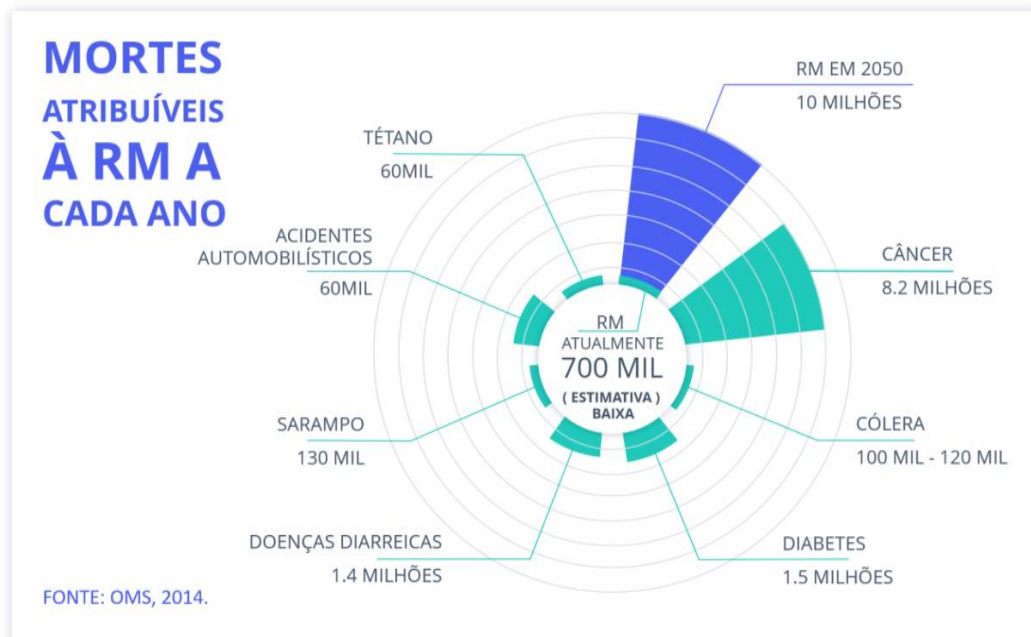 MORTES
ATRIBUÍVEIS
À RM A
CADA ANO
RM EM 2050
10 MILHÕES
TÉTANO
60MIL
ACIDENTES
AUTOMOBILÍSTICOS
60MIL
CÂNCER
8.2 MILHÕES
RM
ATUALMENTE
700 MIL
( ESTIMATIVA )
BAIXA
SARAMPO
130 MIL
CÓLERA
100 MIL - 120 MIL
DOENÇAS DIARREICAS
1.4 MILHÕES
DIABETES
1.5 MILHÕES
FONTE: OMS, 2014.